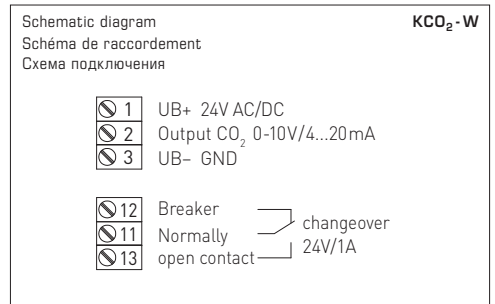 Schematic diagram KCO₂-W
Schéma de raccordement
Схема подключения
1 UB+ 24V AC/DC
2 Output CO₂ 0-10V/4...20mA
3 UB– GND
12 Breaker
changeover
11 Normally
24V/1A
13 open contact